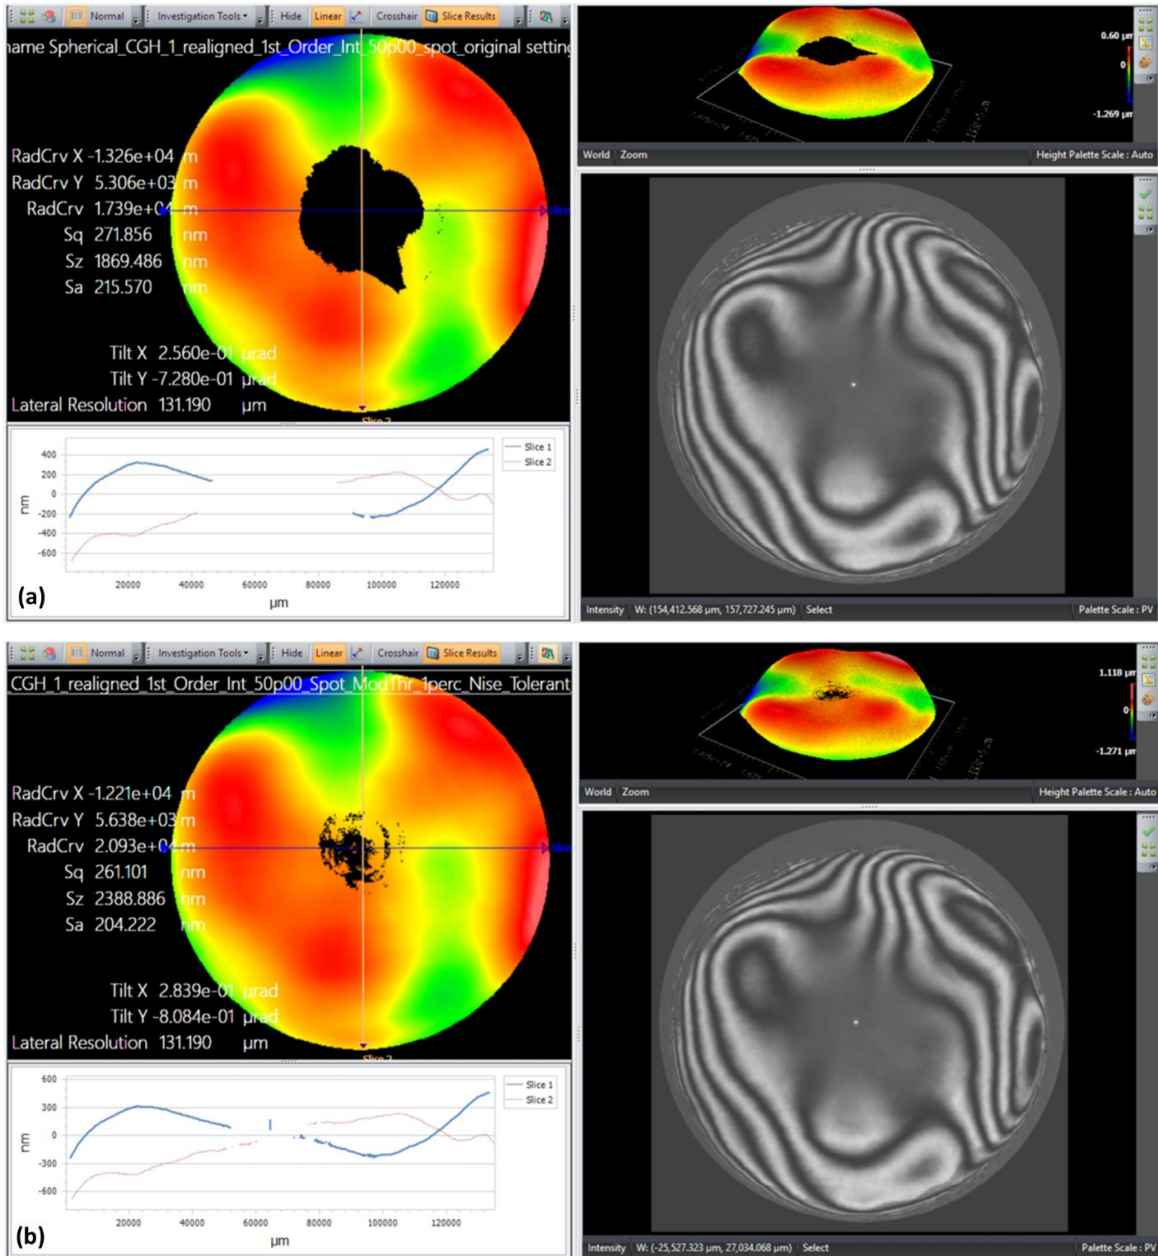 Normal Investigation Tools Hide Linear Crosshair Slice Results
name Spherical_CGH_1_realigned_1st_Order_Int_50p00_spot_original setting
RadCrv X -1.326e+04 m
RadCrv Y 5.306e+03 m
RadCrv 1.739e+04 m
Sq 271.856 nm
Sz 1869.486 nm
Sa 215.570 nm
Tilt X 2.560e-01 µrad
Tilt Y -7.280e-01 µrad
Lateral Resolution 131.190 µm
Slice 2
0.60 µm
0
-1.269 µm
World Zoom Height Palette Scale : Auto
400
200
0
-200
-400
-600
nm
Slice 1
Slice 2
20000 40000 60000 80000 100000 120000
µm
(a)
Intensity W: (154,412.568 µm, 157,727.245 µm) Select Palette Scale : PV
Normal Investigation Tools Hide Linear Crosshair Slice Results
CGH_1_realigned_1st_Order_Int_50p00_Spot_ModThr_1perc_Nise_Tolerant
RadCrv X -1.221e+04 m
RadCrv Y 5.638e+03 m
RadCrv 2.093e+04 m
Sq 261.101 nm
Sz 2388.886 nm
Sa 204.222 nm
Tilt X 2.839e-01 µrad
Tilt Y -8.084e-01 µrad
Lateral Resolution 131.190 µm
Slice 2
1.118 µm
0
-1.271 µm
World Zoom Height Palette Scale : Auto
600
300
0
-300
-600
nm
Slice 1
Slice 2
20000 40000 60000 80000 100000 120000
µm
(b)
Intensity W: (-25,527.323 µm, 27,034.068 µm) Select Palette Scale : PV